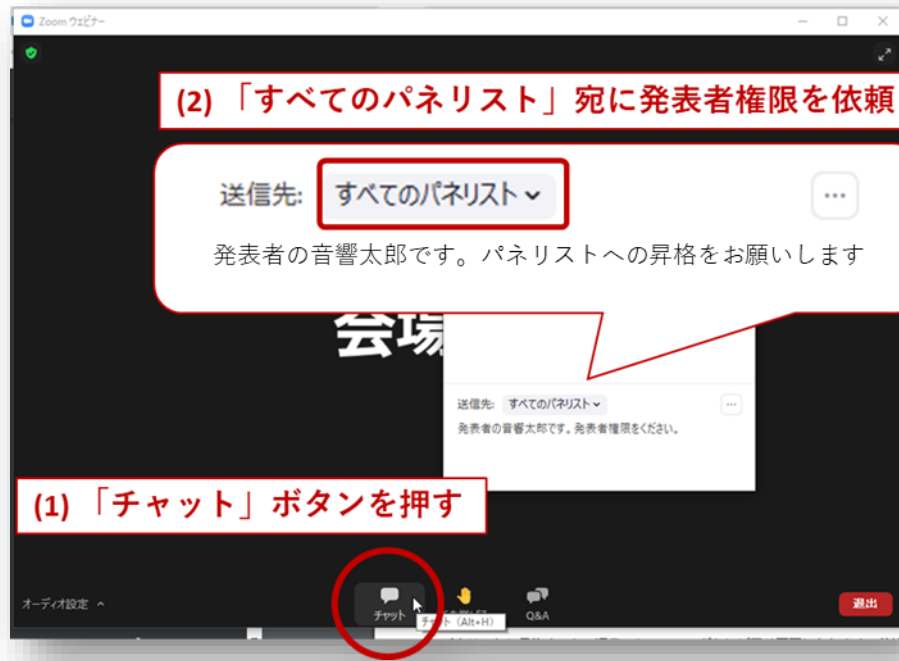 Zoom ウェビナー
(2) 「すべてのパネリスト」宛に発表者権限を依頼
送信先: すべてのパネリスト
発表者の音響太郎です。パネリストへの昇格をお願いします
会場
送信先: すべてのパネリスト
発表者の音響太郎です。発表者権限をください。
(1) 「チャット」ボタンを押す
オーディオ設定
チャット
Q&A
退出
チャット (Alt+H)